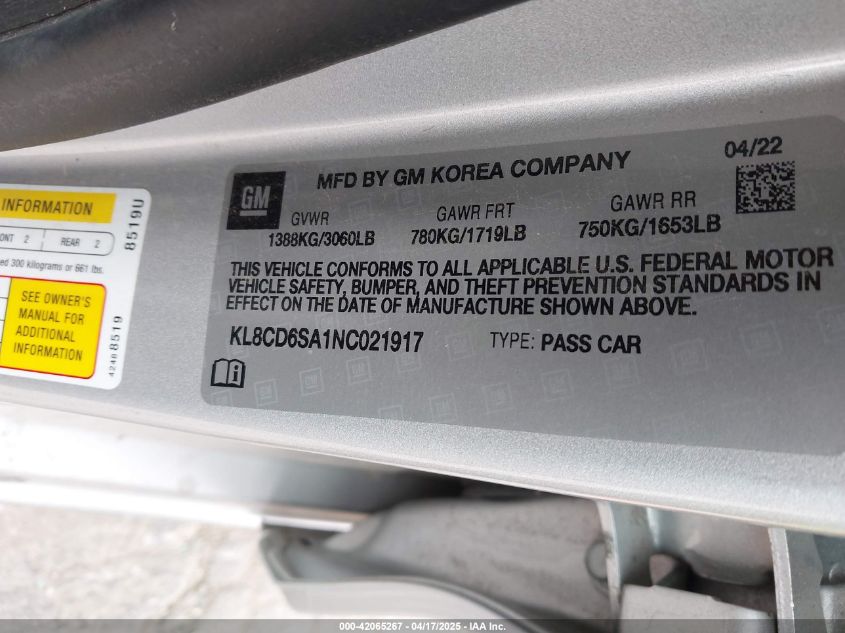 INFORMATION
ONT 2 REAR 2
ed 300 kilograms or 661 lbs.
SEE OWNER'S
MANUAL FOR
ADDITIONAL
INFORMATION
8519U
4248 8519
GM
MFD BY GM KOREA COMPANY
04/22
GVWR GAWR FRT GAWR RR
1388KG/3060LB 780KG/1719LB 750KG/1653LB
THIS VEHICLE CONFORMS TO ALL APPLICABLE U.S. FEDERAL MOTOR
VEHICLE SAFETY, BUMPER, AND THEFT PREVENTION STANDARDS IN
EFFECT ON THE DATE OF MANUFACTURE SHOWN ABOVE.
KL8CD6SA1NC021917 TYPE: PASS CAR
000-42065267 - 04/17/2025 - IAA Inc.